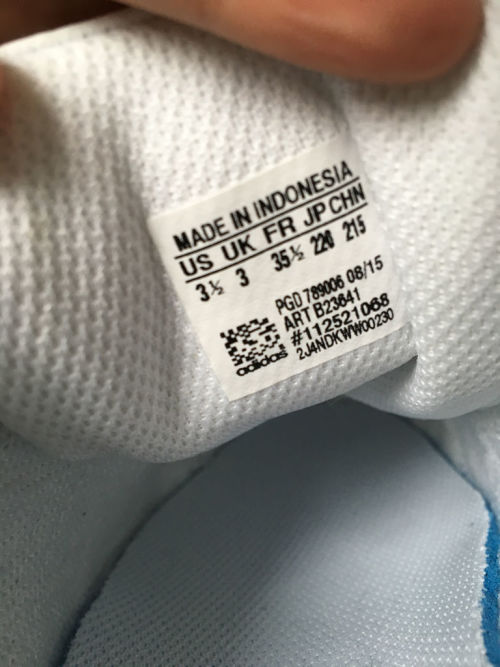 MADE IN INDONESIA
US UK FR JP CHN
3½ 3 35½ 220 215
PGD 789006 08/15
ART B23641
#112521068
2J4NDKWW00230
adidas